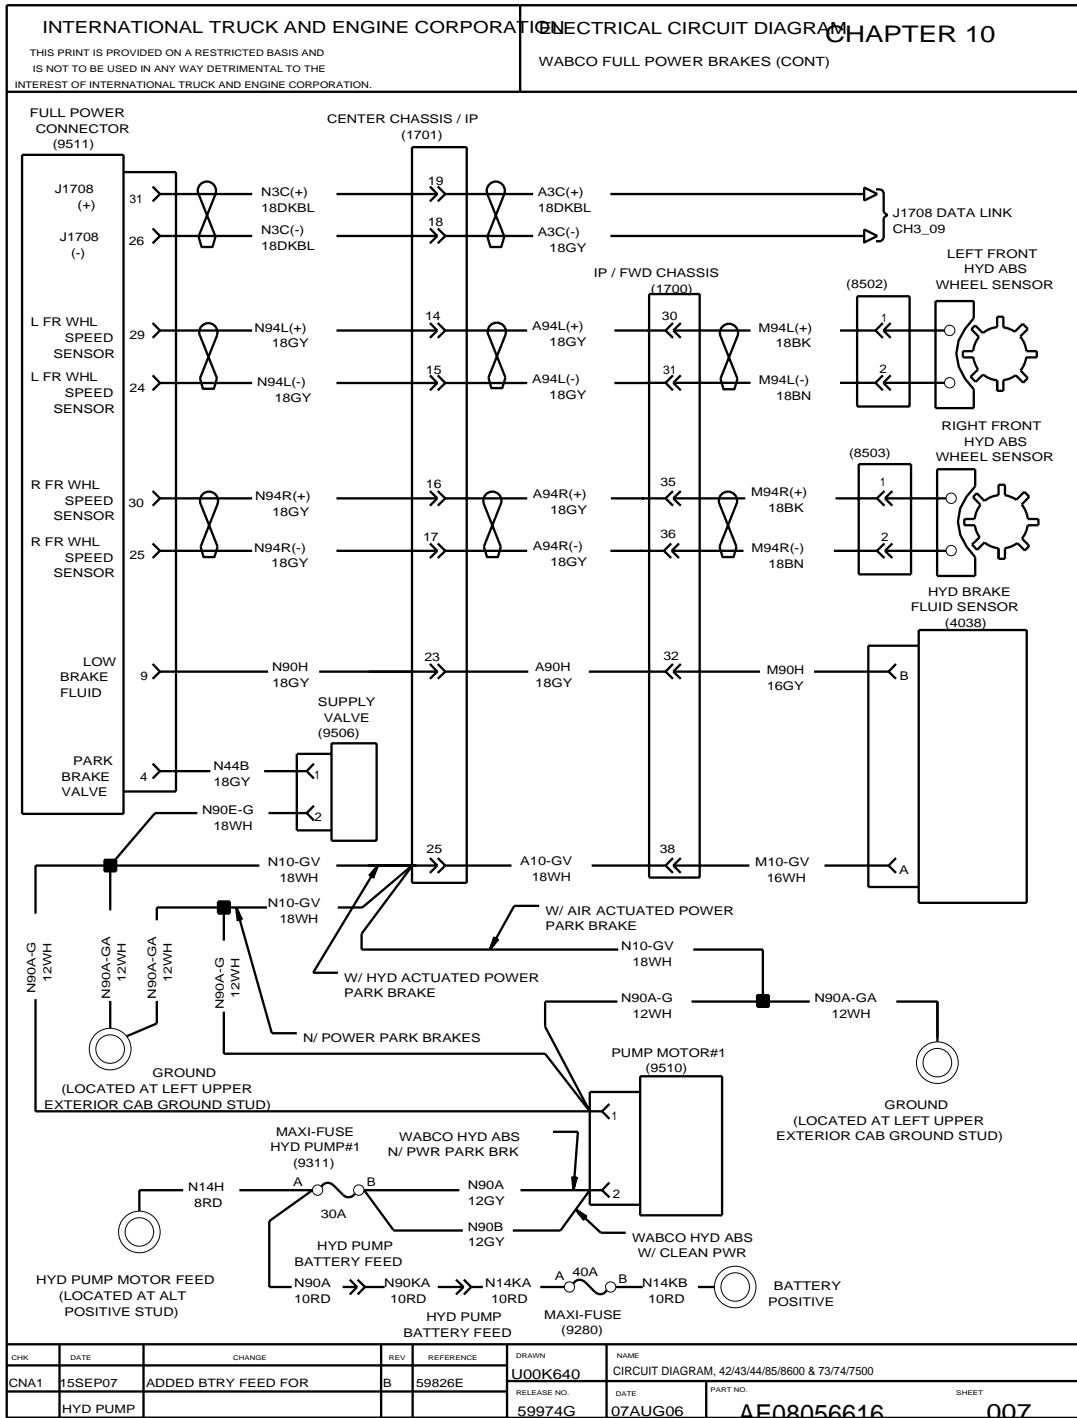 INTERNATIONAL TRUCK AND ENGINE CORPORATION
THIS PRINT IS PROVIDED ON A RESTRICTED BASIS AND
IS NOT TO BE USED IN ANY WAY DETRIMENTAL TO THE
INTEREST OF INTERNATIONAL TRUCK AND ENGINE CORPORATION.
ELECTRICAL CIRCUIT DIAGRAM
CHAPTER 10
WABCO FULL POWER BRAKES (CONT)
FULL POWER
CONNECTOR
(9511)
CENTER CHASSIS / IP
(1701)
J1708
(+)
31
N3C(+)
18DKBL
19
A3C(+)
18DKBL
J1708
(-)
26
N3C(-)
18DKBL
18
A3C(-)
18GY
J1708 DATA LINK
CH3_09
IP / FWD CHASSIS
(1700)
(8502)
LEFT FRONT
HYD ABS
WHEEL SENSOR
L FR WHL
SPEED
SENSOR
29
N94L(+)
18GY
14
A94L(+)
18GY
30
M94L(+)
18BK
1
L FR WHL
SPEED
SENSOR
24
N94L(-)
18GY
15
A94L(-)
18GY
31
M94L(-)
18BN
2
(8503)
RIGHT FRONT
HYD ABS
WHEEL SENSOR
R FR WHL
SPEED
SENSOR
30
N94R(+)
18GY
16
A94R(+)
18GY
35
M94R(+)
18BK
1
R FR WHL
SPEED
SENSOR
25
N94R(-)
18GY
17
A94R(-)
18GY
36
M94R(-)
18BN
2
HYD BRAKE
FLUID SENSOR
(4038)
LOW
BRAKE
FLUID
9
N90H
18GY
23
A90H
18GY
32
M90H
16GY
B
SUPPLY
VALVE
(9506)
PARK
BRAKE
VALVE
4
N44B
18GY
1
N90E-G
18WH
2
N10-GV
18WH
25
A10-GV
18WH
38
M10-GV
16WH
A
N10-GV
18WH
W/ AIR ACTUATED POWER
PARK BRAKE
N10-GV
18WH
N90A-G
12WH
N90A-GA
12WH
N90A-GA
12WH
N90A-G
12WH
W/ HYD ACTUATED POWER
PARK BRAKE
N90A-G
12WH
N90A-GA
12WH
N/ POWER PARK BRAKES
PUMP MOTOR#1
(9510)
GROUND
(LOCATED AT LEFT UPPER
EXTERIOR CAB GROUND STUD)
GROUND
(LOCATED AT LEFT UPPER
EXTERIOR CAB GROUND STUD)
1
MAXI-FUSE
HYD PUMP#1
(9311)
WABCO HYD ABS
N/ PWR PARK BRK
N14H
8RD
A
B
30A
N90A
12GY
2
N90B
12GY
WABCO HYD ABS
W/ CLEAN PWR
HYD PUMP
BATTERY FEED
HYD PUMP MOTOR FEED
(LOCATED AT ALT
POSITIVE STUD)
N90A
10RD
N90KA
10RD
N14KA
10RD
A
40A
B
N14KB
10RD
BATTERY
POSITIVE
HYD PUMP
BATTERY FEED
MAXI-FUSE
(9280)
CHK
DATE
CHANGE
REV
REFERENCE
DRAWN
NAME
CNA1
15SEP07
ADDED BTRY FEED FOR
B
59826E
U00K640
CIRCUIT DIAGRAM, 42/43/44/85/8600 & 73/74/7500
HYD PUMP
RELEASE NO.
DATE
PART NO.
SHEET
59974G
07AUG06
AE08056616
007